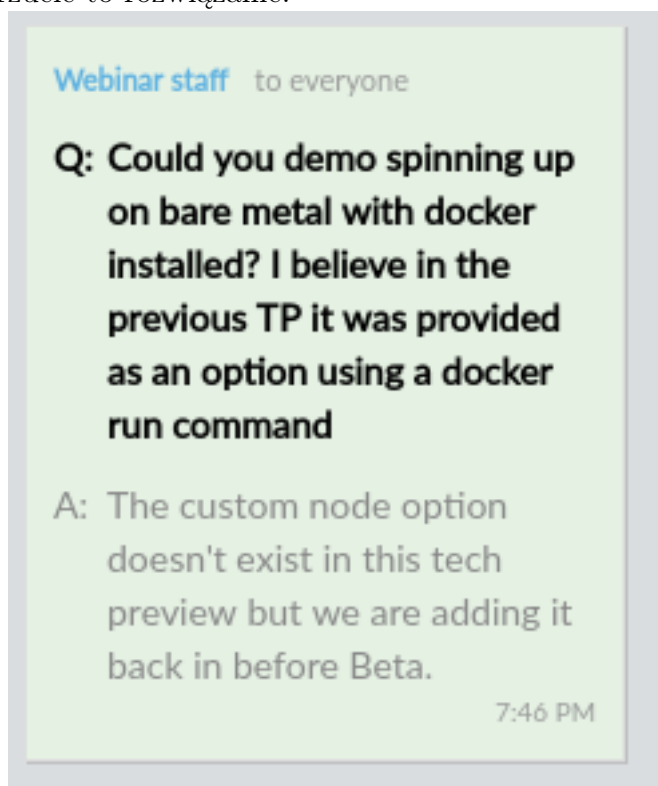 to rozwiązanie.
Webinar staff to everyone
Q: Could you demo spinning up
on bare metal with docker
installed? I believe in the
previous TP it was provided
as an option using a docker
run command
A: The custom node option
doesn't exist in this tech
preview but we are adding it
back in before Beta.
7:46 PM